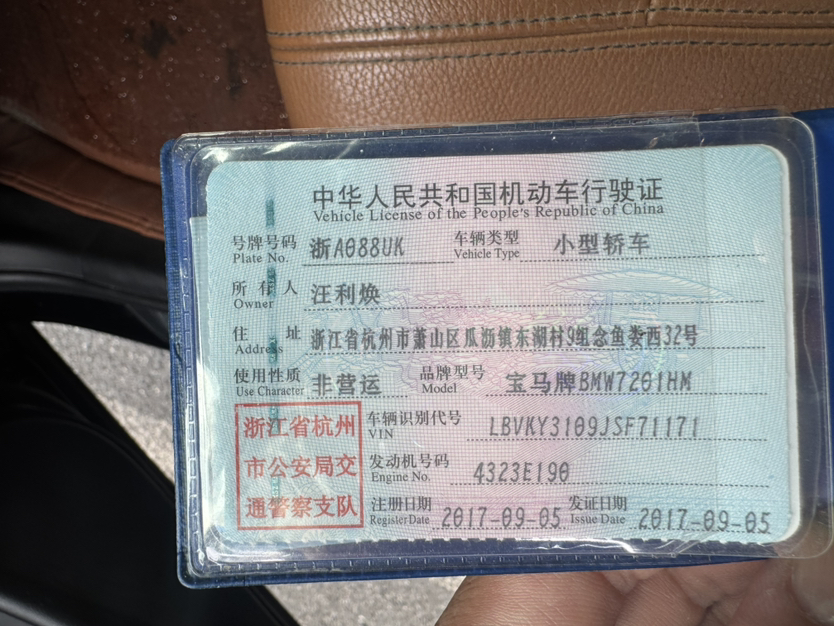 中华人民共和国机动车行驶证
Vehicle License of the People's Republic of China
号牌号码 浙A088UK 车辆类型 小型轿车
Plate No. Vehicle Type
所有人 汪利焕
Owner
住址 浙江省杭州市萧山区瓜沥镇东湖村9组念鱼娄西32号
Address
使用性质 非营运 品牌型号 宝马牌BMW7201HM
Use Character Model
浙江省杭州 车辆识别代号 LBVKY3109JSF71171
VIN
市公安局交 发动机号码 4323E190
Engine No.
通警察支队 注册日期 2017-09-05 发证日期 2017-09-05
Register Date Issue Date